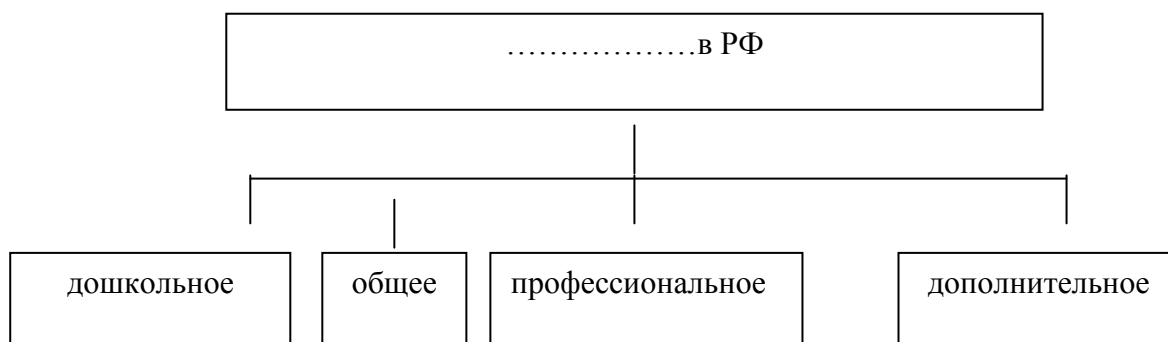 ………………в РФ
дошкольное
общее
профессиональное
дополнительное